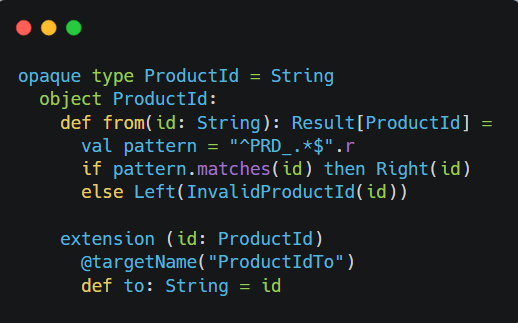 opaque type ProductId = String
  object ProductId:
    def from(id: String): Result[ProductId] =
      val pattern = "^PRD_.*$".r
      if pattern.matches(id) then Right(id)
      else Left(InvalidProductId(id))

    extension (id: ProductId)
      @targetName("ProductIdTo")
      def to: String = id